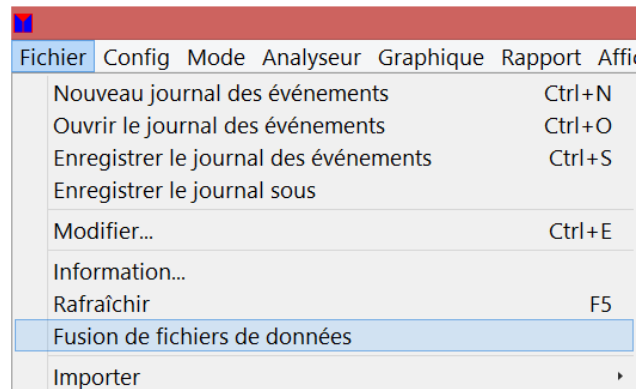 Fichier Config Mode Analyseur Graphique Rapport Affic
Nouveau journal des événements Ctrl+N
Ouvrir le journal des événements Ctrl+O
Enregistrer le journal des événements Ctrl+S
Enregistrer le journal sous
Modifier... Ctrl+E
Information...
Rafraîchir F5
Fusion de fichiers de données
Importer